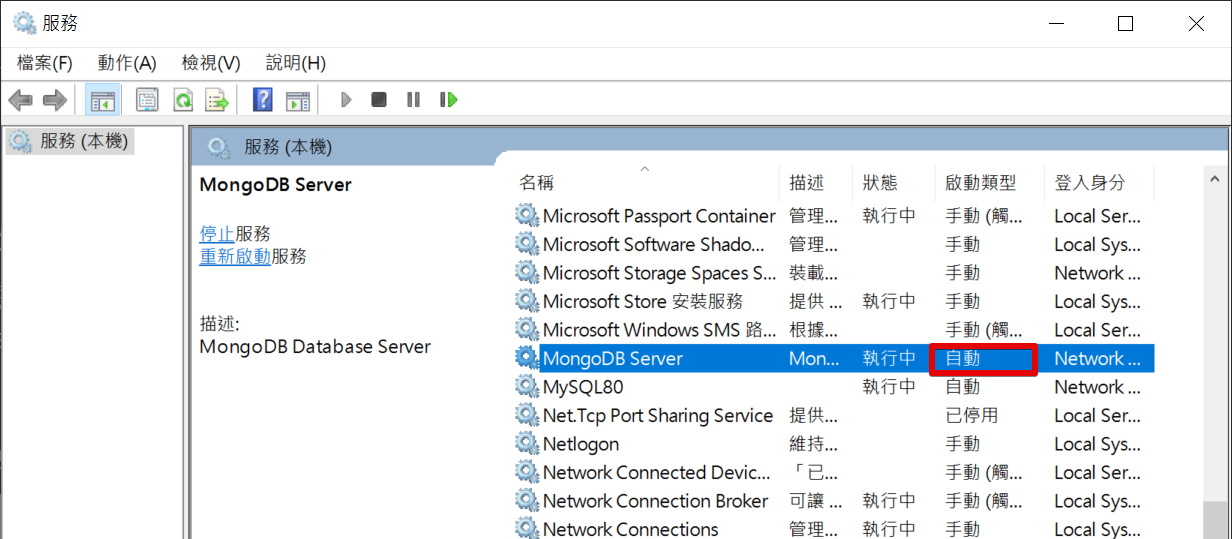 服務
檔案(F) 動作(A) 檢視(V) 說明(H)
服務 (本機)
服務 (本機)
MongoDB Server
停止服務
重新啟動服務
描述:
MongoDB Database Server
名稱 描述 狀態 啟動類型 登入身分
Microsoft Passport Container 管理... 執行中 手動 (觸... Local Ser...
Microsoft Software Shado... 管理... 手動 Local Sys...
Microsoft Storage Spaces S... 裝載... 手動 Network ...
Microsoft Store 安裝服務 提供 ... 執行中 手動 Local Sys...
Microsoft Windows SMS 路... 根據... 手動 (觸... Local Ser...
MongoDB Server Mon... 執行中 自動 Network ...
MySQL80 執行中 自動 Network ...
Net.Tcp Port Sharing Service 提供... 已停用 Local Ser...
Netlogon 維持... 手動 Local Sys...
Network Connected Devic... 「已... 手動 (觸... Local Ser...
Network Connection Broker 可讓 ... 執行中 手動 (觸... Local Sys...
Network Connections 管理... 執行中 手動 Local Sys...